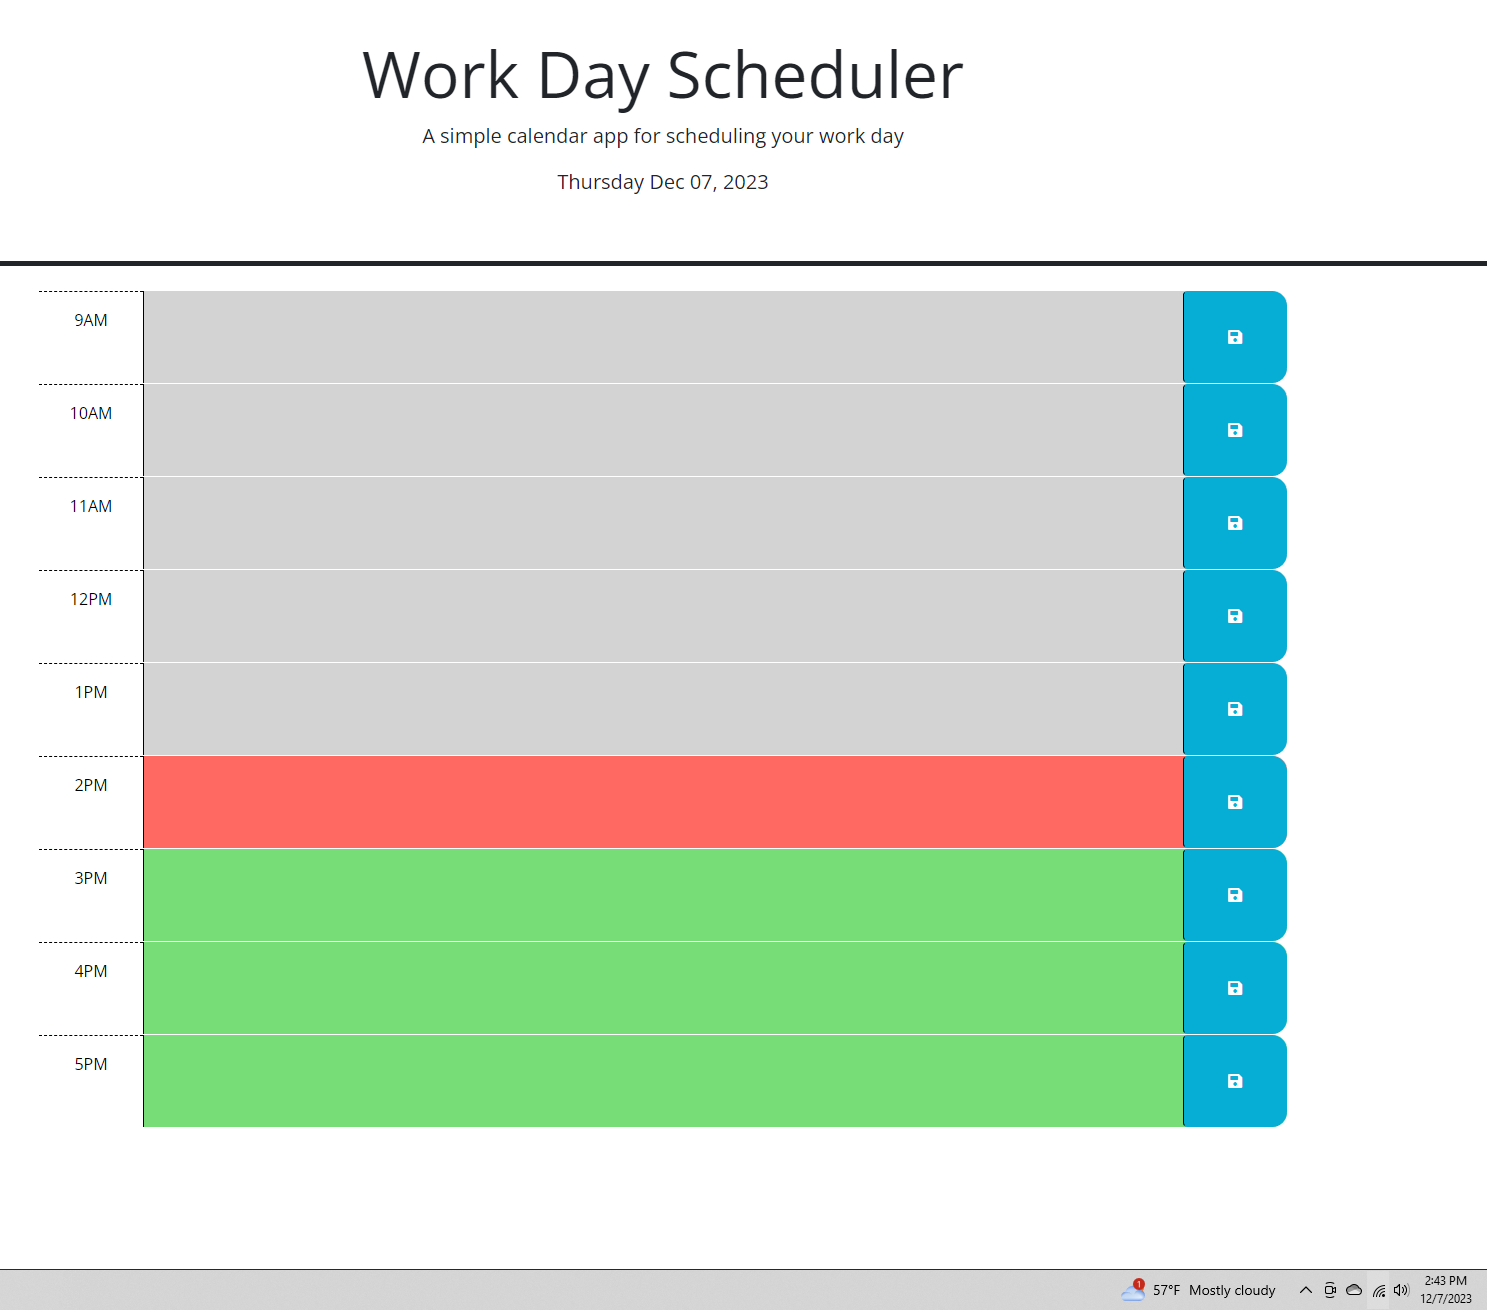 Work Day Scheduler
A simple calendar app for scheduling your work day
Thursday Dec 07, 2023
9AM
10AM
11AM
12PM
1PM
2PM
3PM
4PM
5PM
1
57°F Mostly cloudy
2:43 PM
12/7/2023